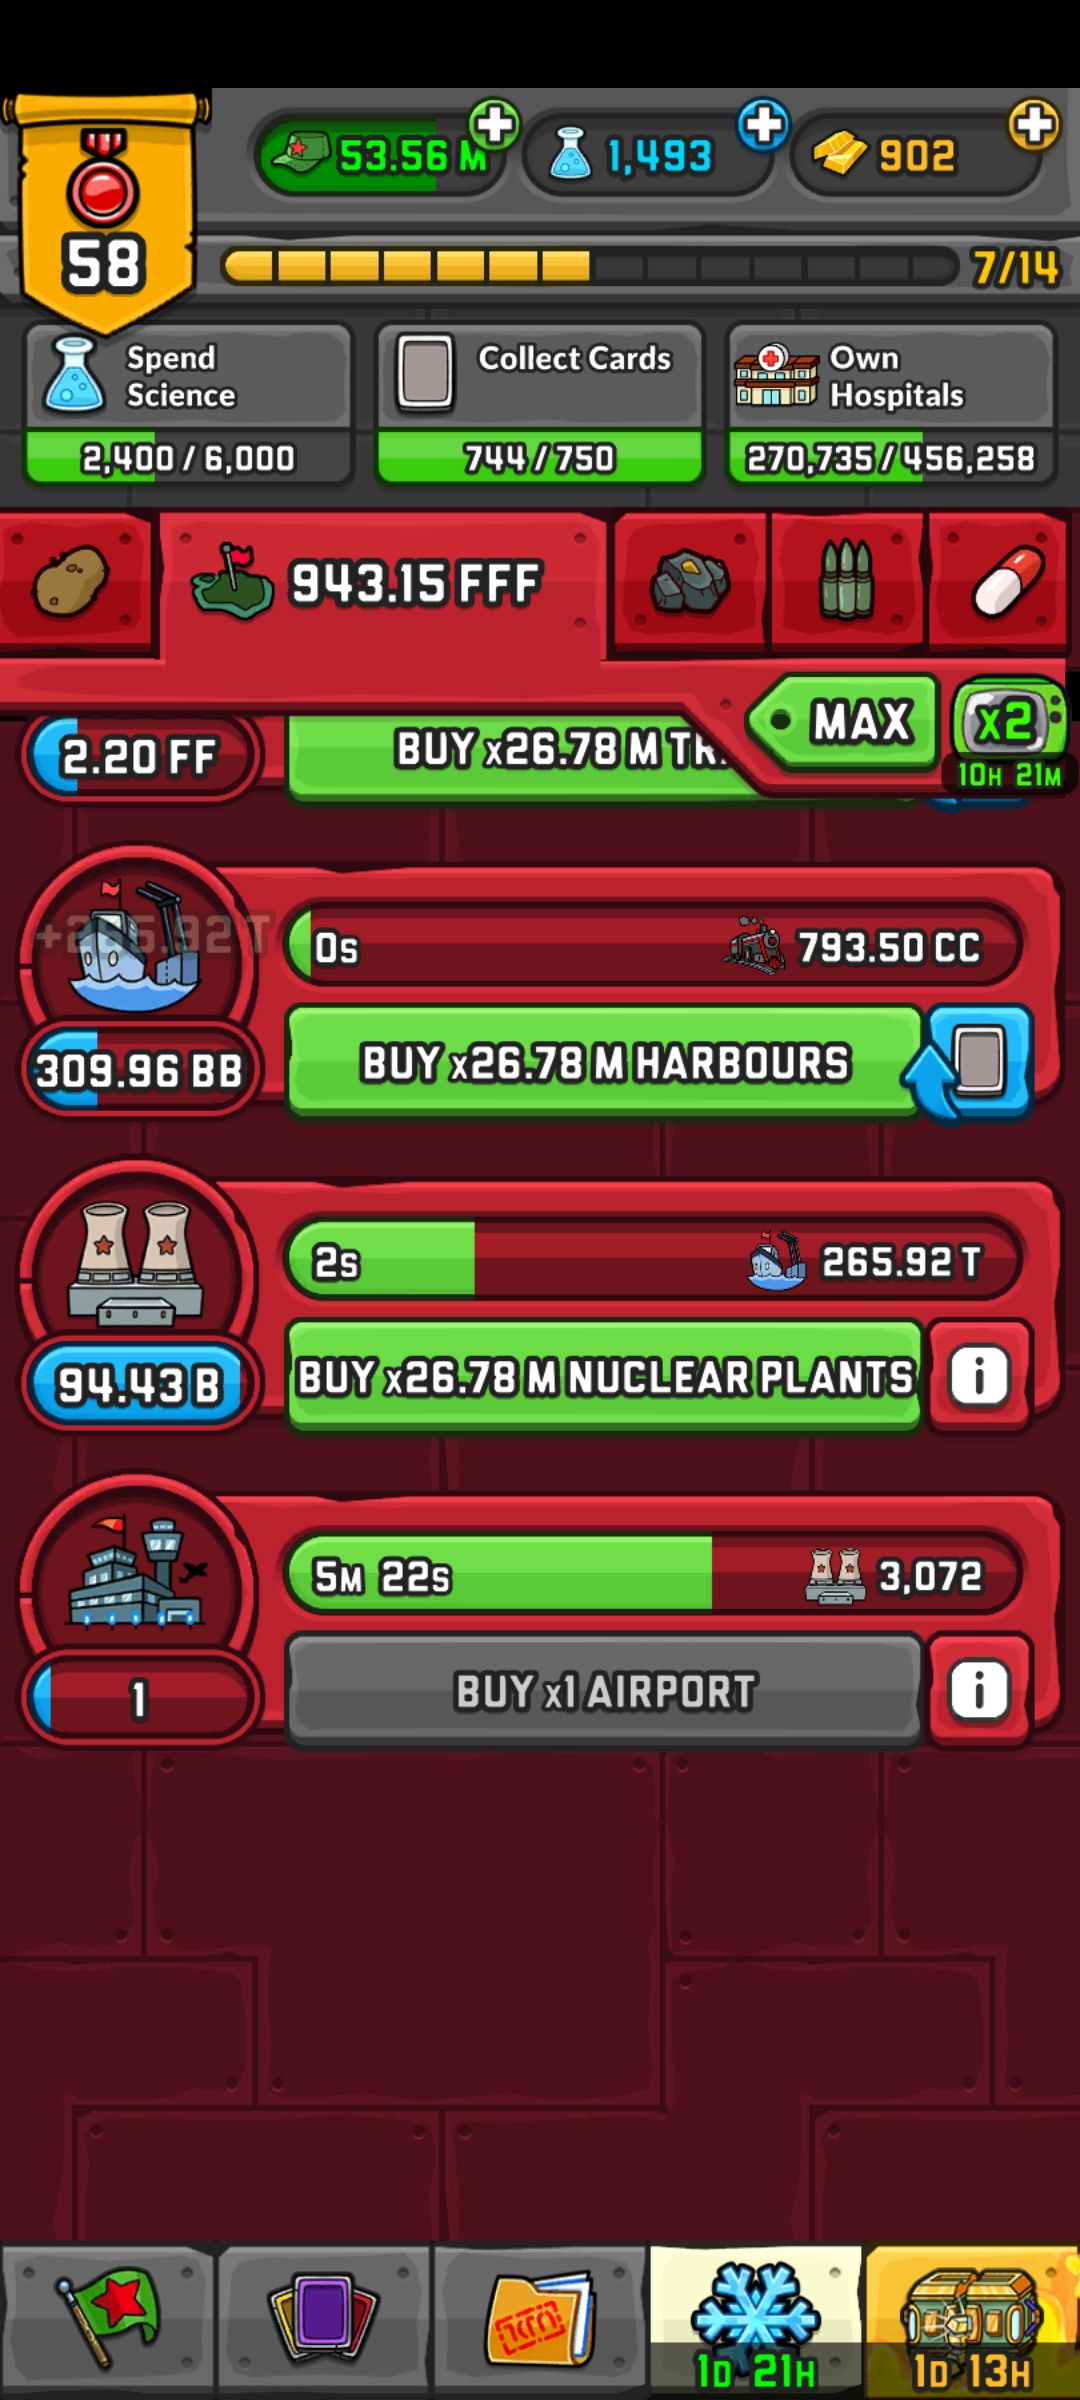 53.56 M
1,493
902
58
7/14
Spend
Science
Collect Cards
Own
Hospitals
2,400 / 6,000
744 / 750
270,735 / 456,258
943.15 FFF
MAX
x2
10H 21M
2.20 FF
BUY x26.78 M TR
+265.92 T
0s
793.50 CC
309.96 BB
BUY x26.78 M HARBOURS
2s
265.92 T
94.43 B
BUY x26.78 M NUCLEAR PLANTS
i
5M 22s
3,072
1
BUY x1 AIRPORT
i
1D 21H
1D 13H